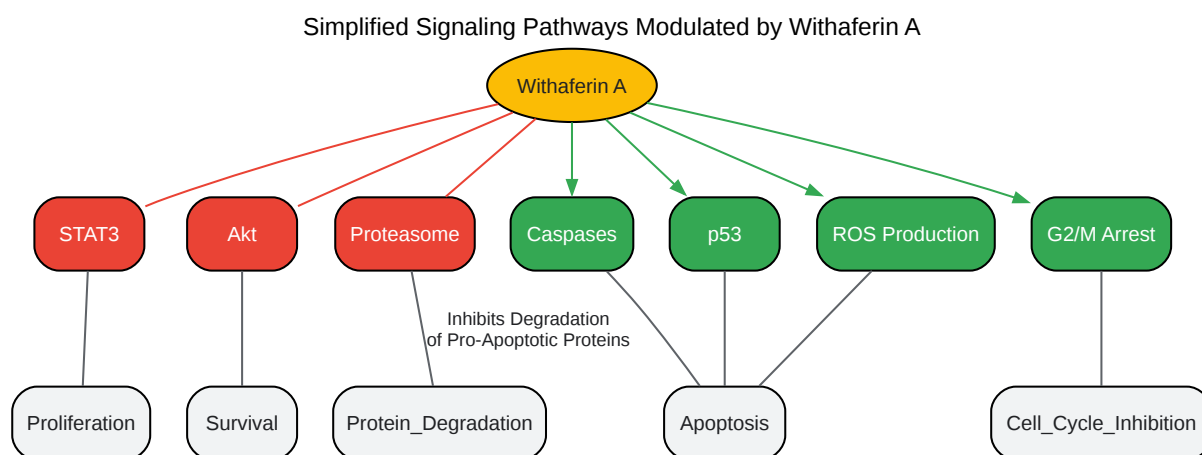 Simplified Signaling Pathways Modulated by Withaferin A
Withaferin A
STAT3
Akt
Proteasome
Caspases
p53
ROS Production
G2/M Arrest
Inhibits Degradation
of Pro-Apoptotic Proteins
Proliferation
Survival
Protein_Degradation
Apoptosis
Cell_Cycle_Inhibition